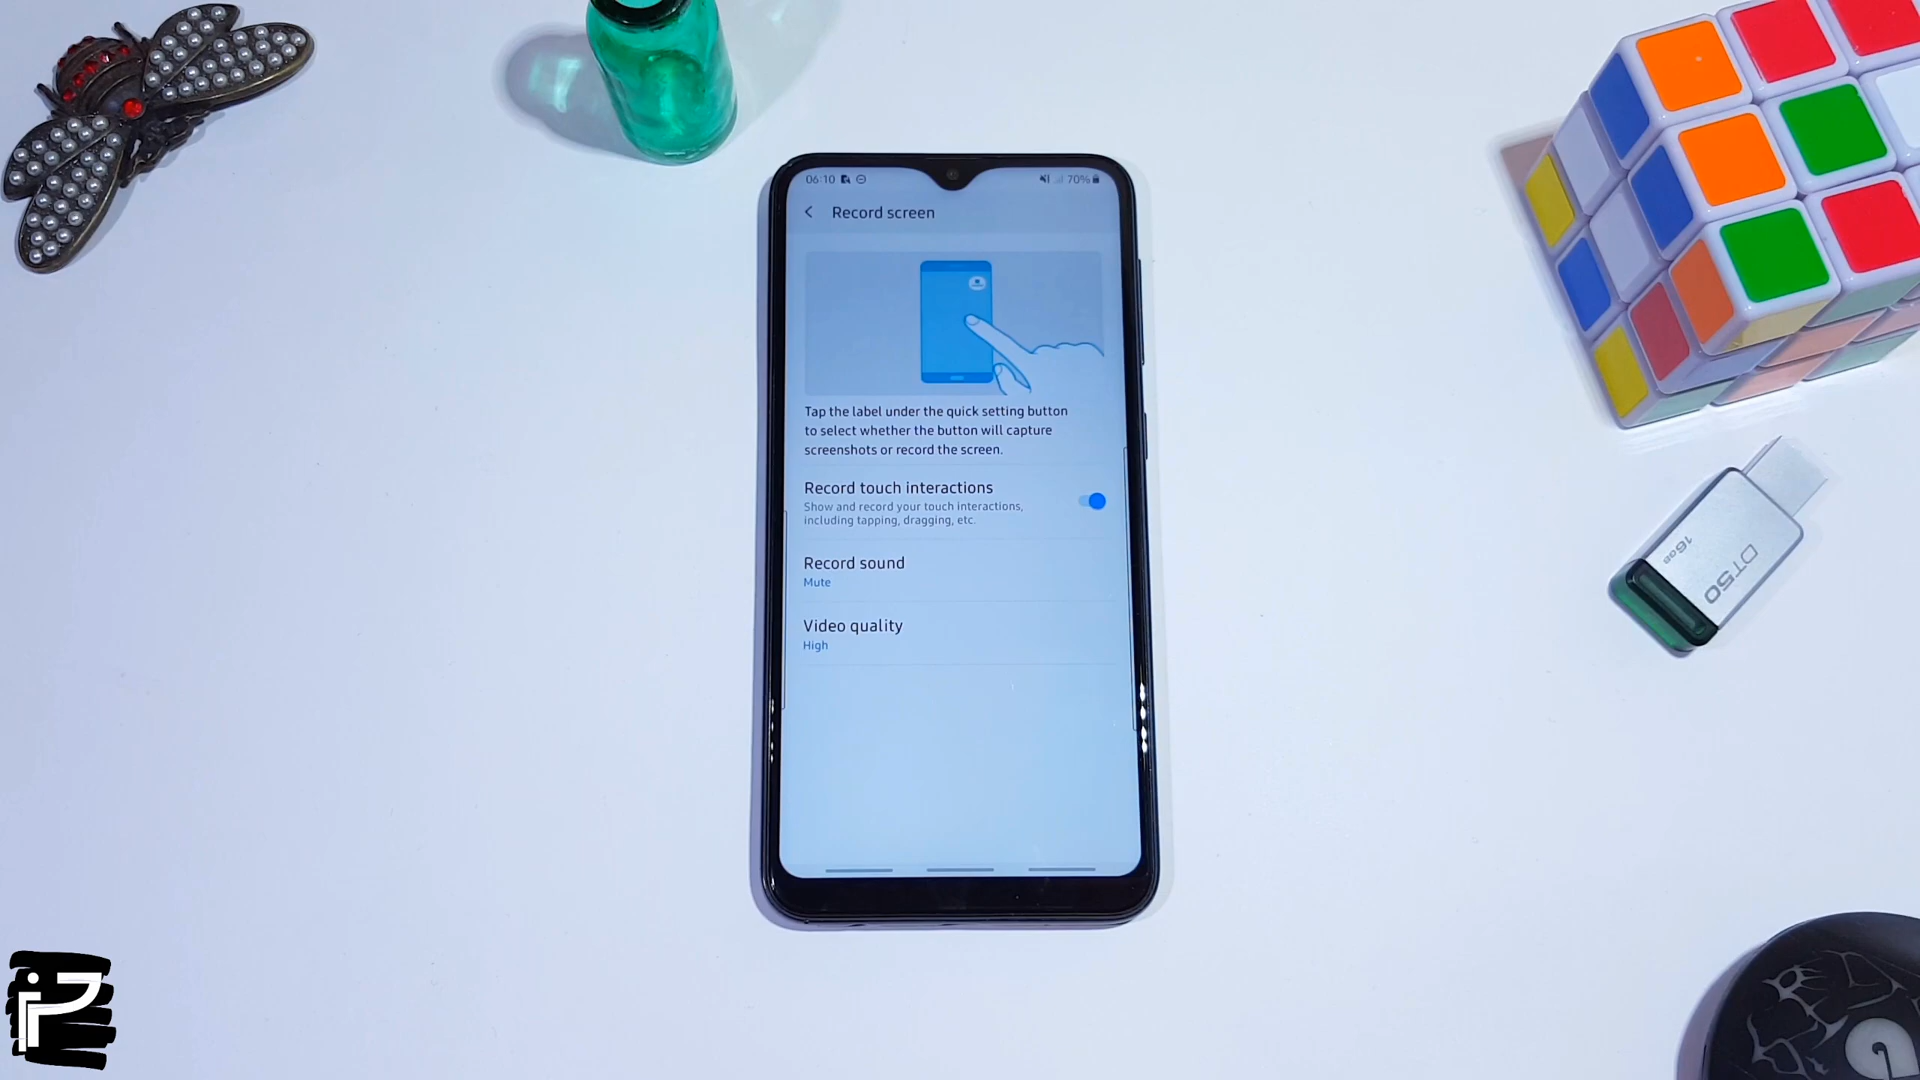 06:10
70%
Record screen
Tap the label under the quick setting button
to select whether the button will capture
screenshots or record the screen.
Record touch interactions
Show and record your touch interactions,
including tapping, dragging, etc.
Record sound
Mute
Video quality
High
DT50
16GB